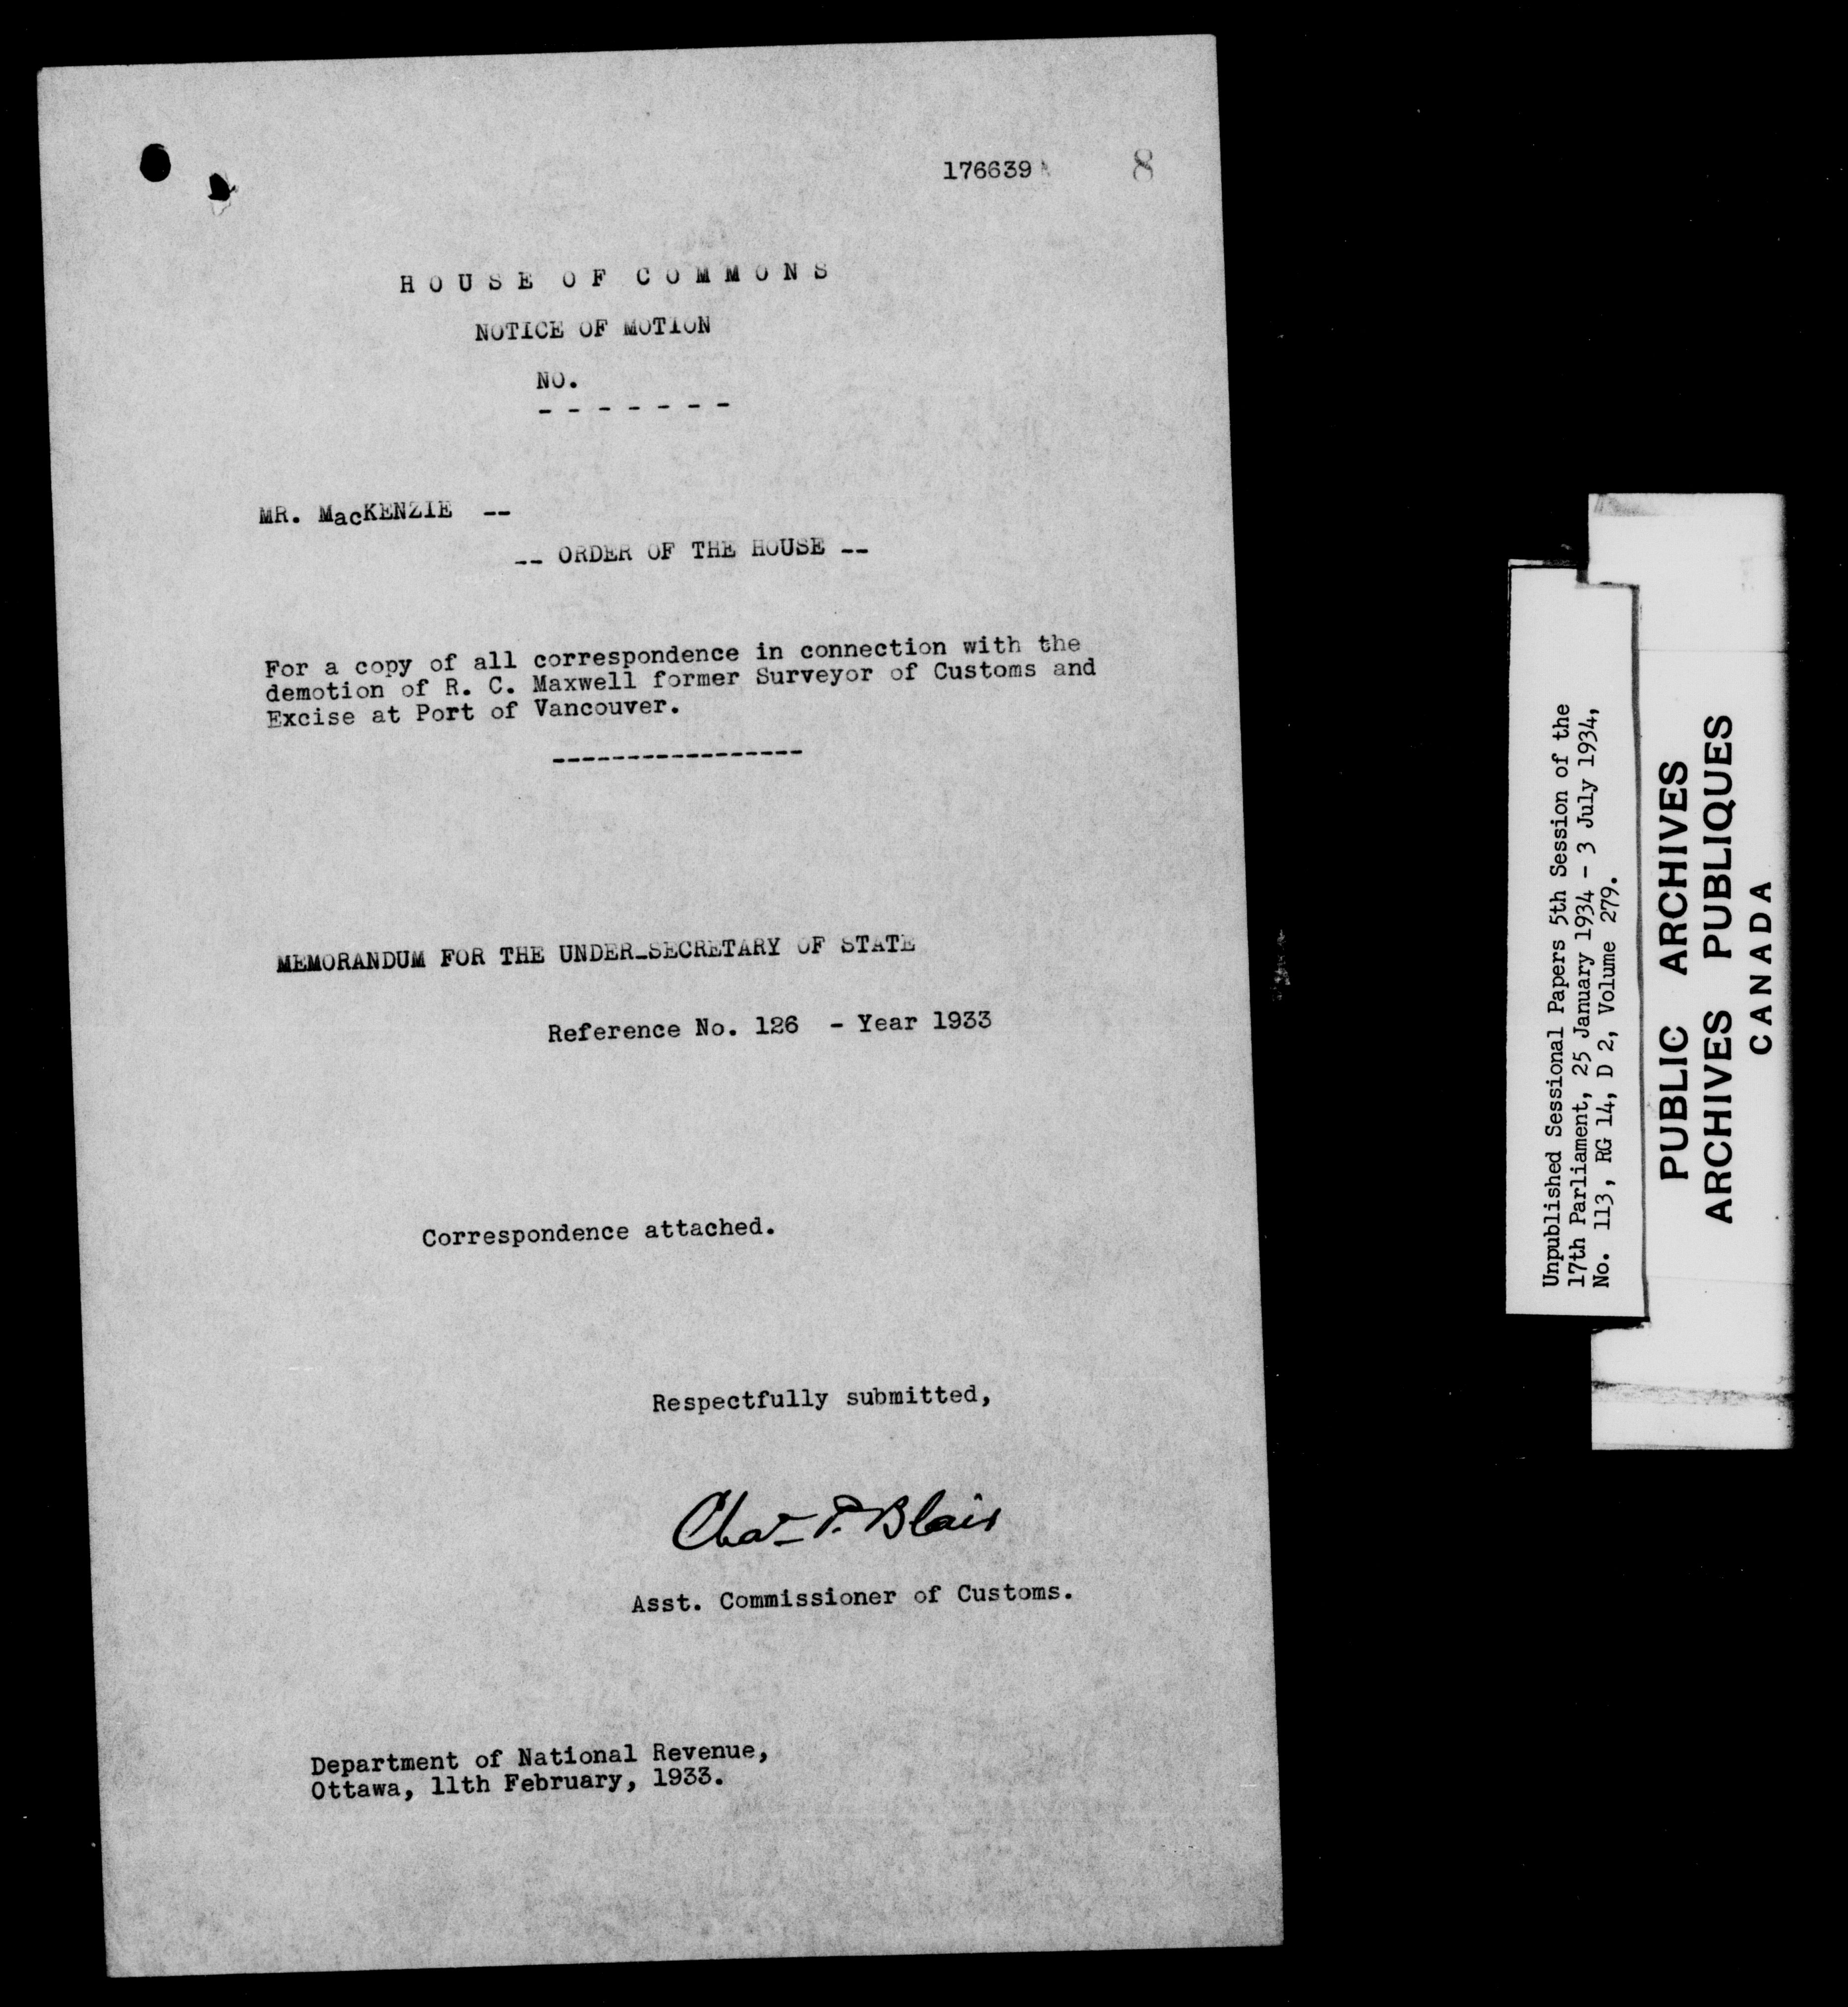 176639
8
HOUSE OF COMMONS
NOTICE OF MOTION
NO.
- - - - - - -
MR. MacKENZIE --
-- ORDER OF THE HOUSE --
For a copy of all correspondence in connection with the
demotion of R. C. Maxwell former Surveyor of Customs and
Excise at Port of Vancouver.
-----------------
MEMORANDUM FOR THE UNDER-SECRETARY OF STATE
Reference No. 126 - Year 1933
Correspondence attached.
Respectfully submitted,
Chas. P. Blair
Asst. Commissioner of Customs.
Department of National Revenue,
Ottawa, 11th February, 1933.
Unpublished Sessional Papers 5th Session of the
17th Parliament, 25 January 1934 - 3 July 1934,
No. 113, RG 14, D 2, Volume 279.
PUBLIC ARCHIVES
ARCHIVES PUBLIQUES
CANADA